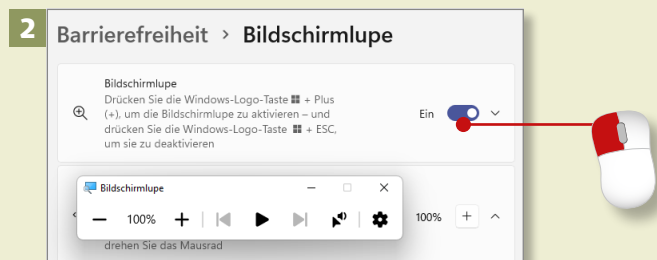 2
Barrierefreiheit > Bildschirmlupe
Bildschirmlupe
Drücken Sie die Windows-Logo-Taste + Plus
(+), um die Bildschirmlupe zu aktivieren – und
drücken Sie die Windows-Logo-Taste + ESC,
um sie zu deaktivieren
Ein
Bildschirmlupe
100%
100%
drehen Sie das Mausrad